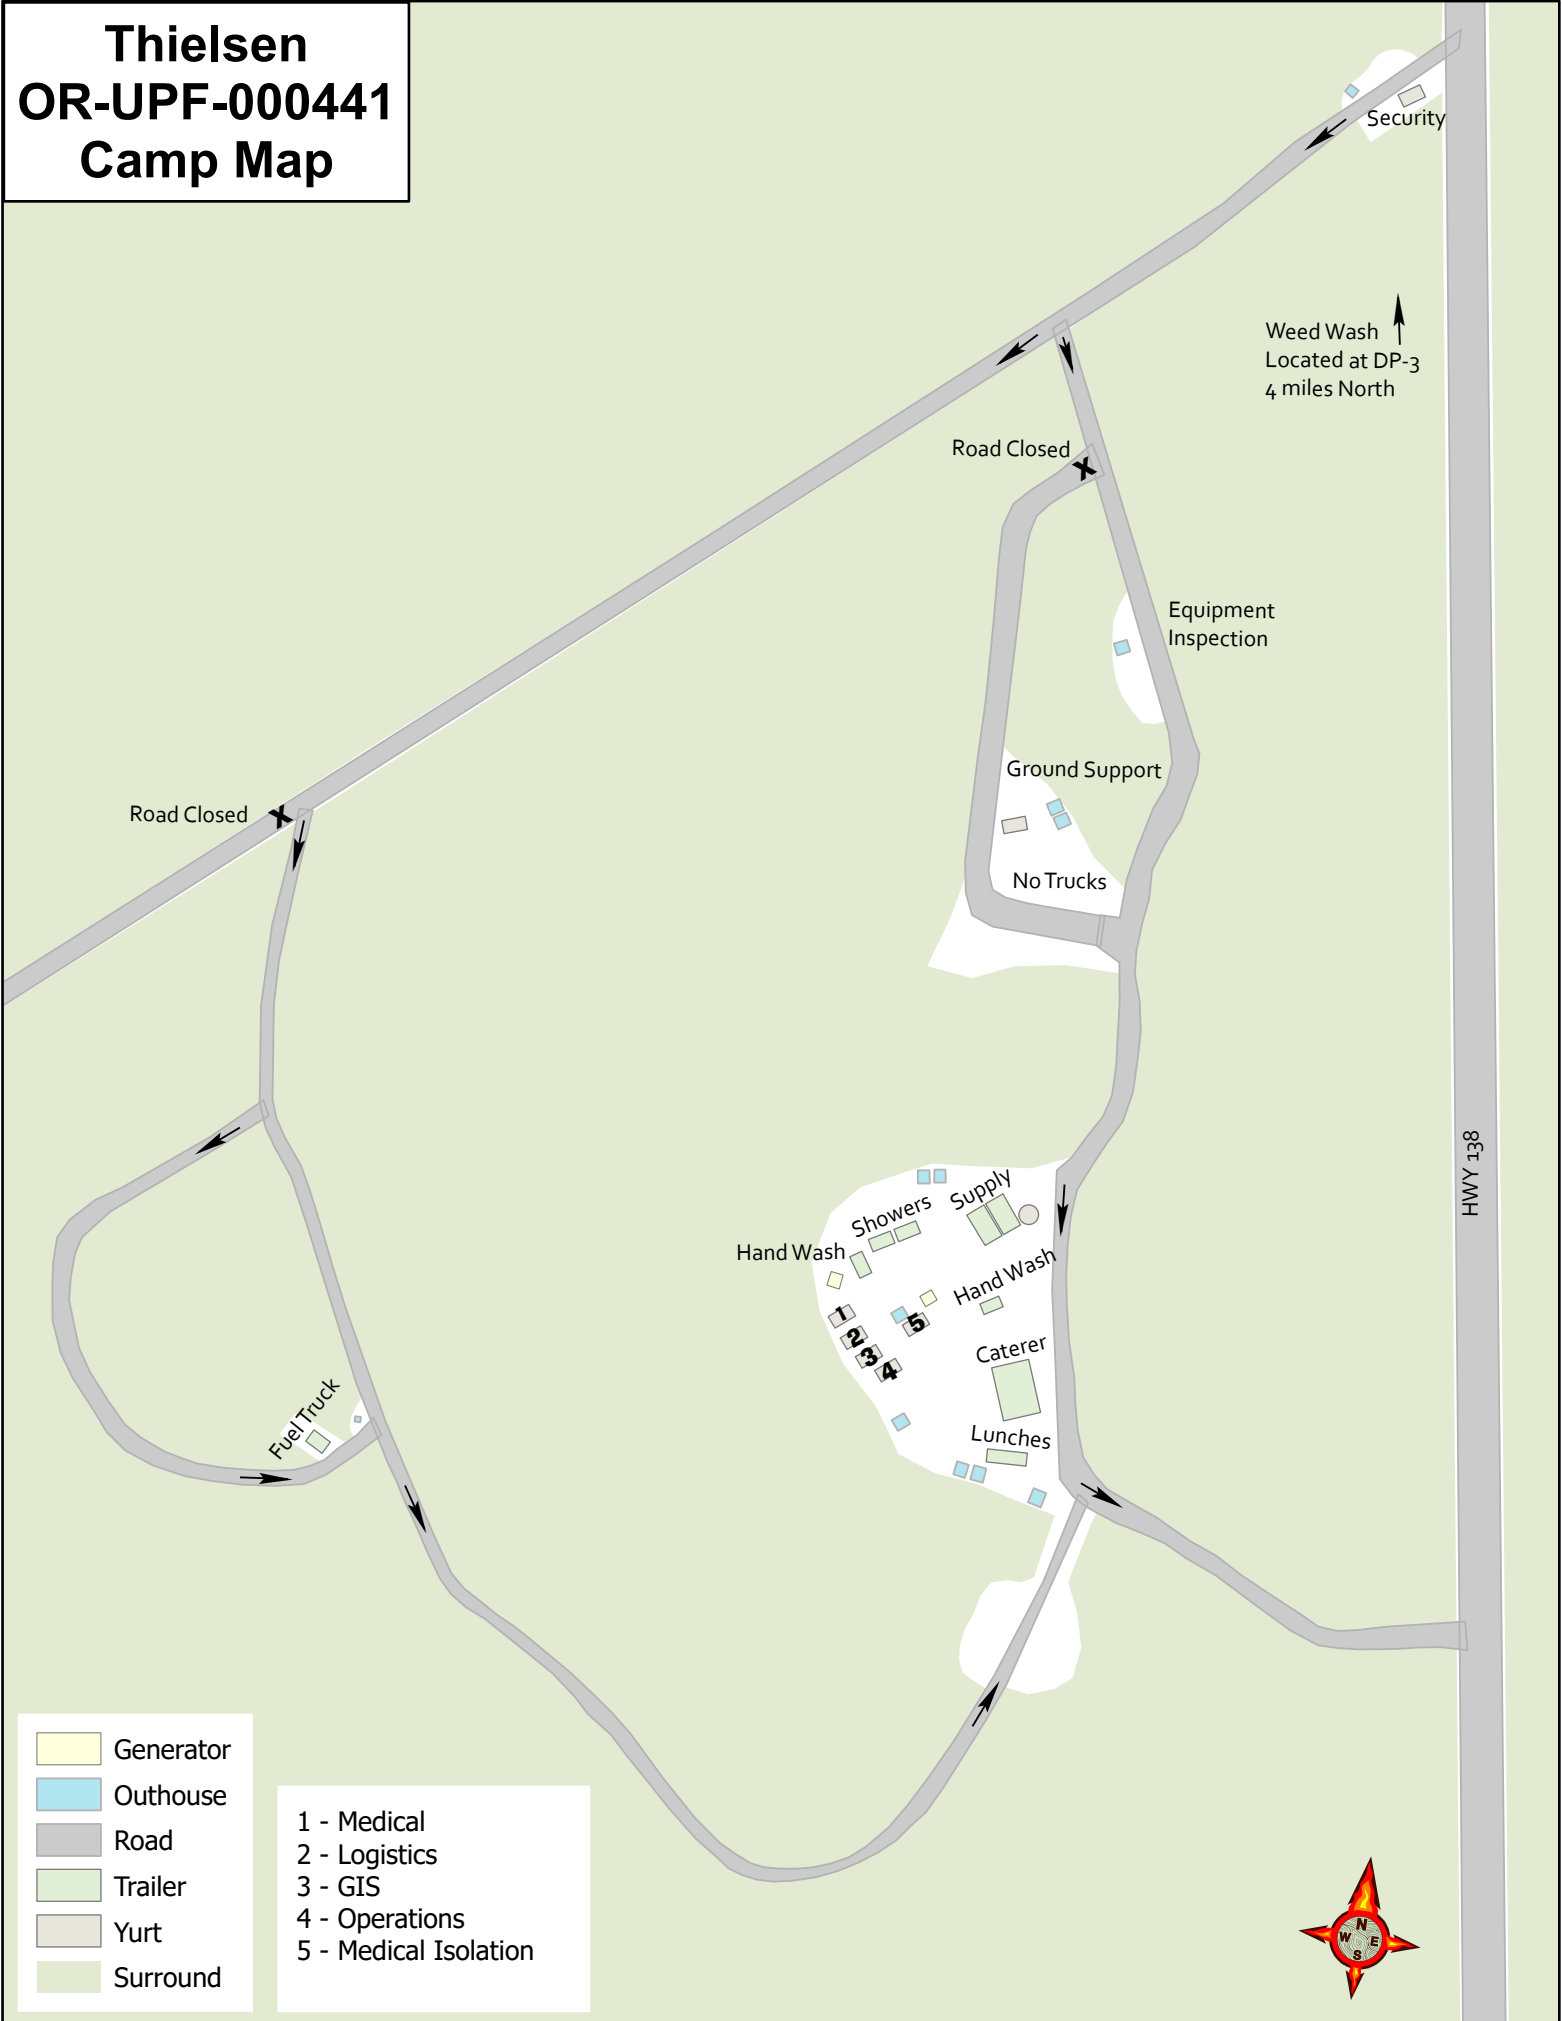 Thielsen
OR-UPF-000441
Camp Map
Security
Weed Wash
Located at DP-3
4 miles North
Road Closed
X
Equipment
Inspection
Ground Support
Road Closed
X
No Trucks
HWY 138
Supply
Showers
Hand Wash
Hand Wash
1
2
3
4
5
Caterer
Fuel Truck
Lunches
Generator
Outhouse
Road
Trailer
Yurt
Surround
1 - Medical
2 - Logistics
3 - GIS
4 - Operations
5 - Medical Isolation
N
W
E
S